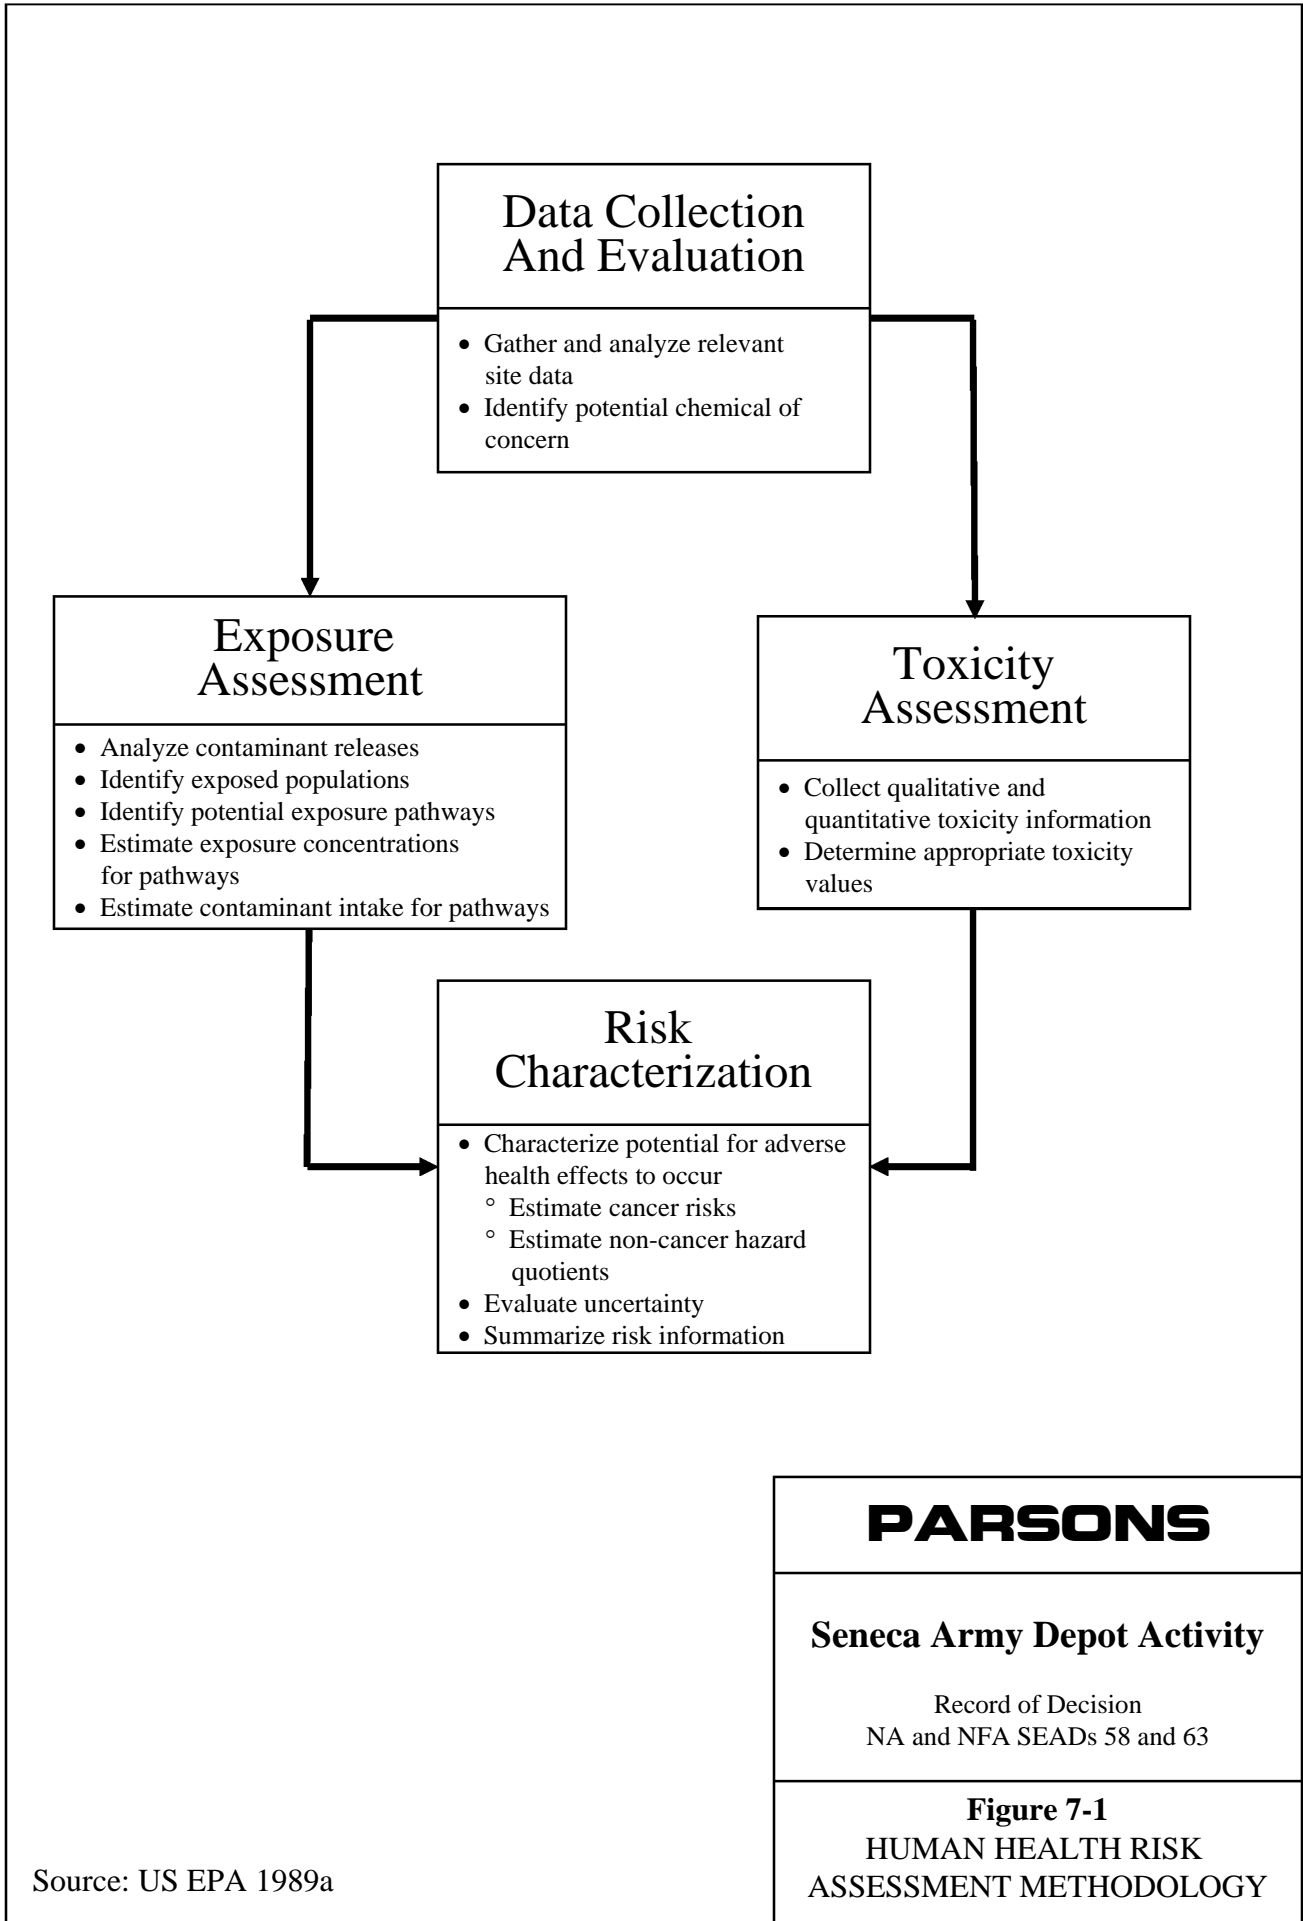 Data Collection
And Evaluation
• Gather and analyze relevant
site data
• Identify potential chemical of
concern
Exposure
Assessment
• Analyze contaminant releases
• Identify exposed populations
• Identify potential exposure pathways
• Estimate exposure concentrations
for pathways
• Estimate contaminant intake for pathways
Toxicity
Assessment
• Collect qualitative and
quantitative toxicity information
• Determine appropriate toxicity
values
Risk
Characterization
• Characterize potential for adverse
health effects to occur
° Estimate cancer risks
° Estimate non-cancer hazard
quotients
• Evaluate uncertainty
• Summarize risk information
PARSONS
Seneca Army Depot Activity
Record of Decision
NA and NFA SEADs 58 and 63
Figure 7-1
HUMAN HEALTH RISK
ASSESSMENT METHODOLOGY
Source: US EPA 1989a